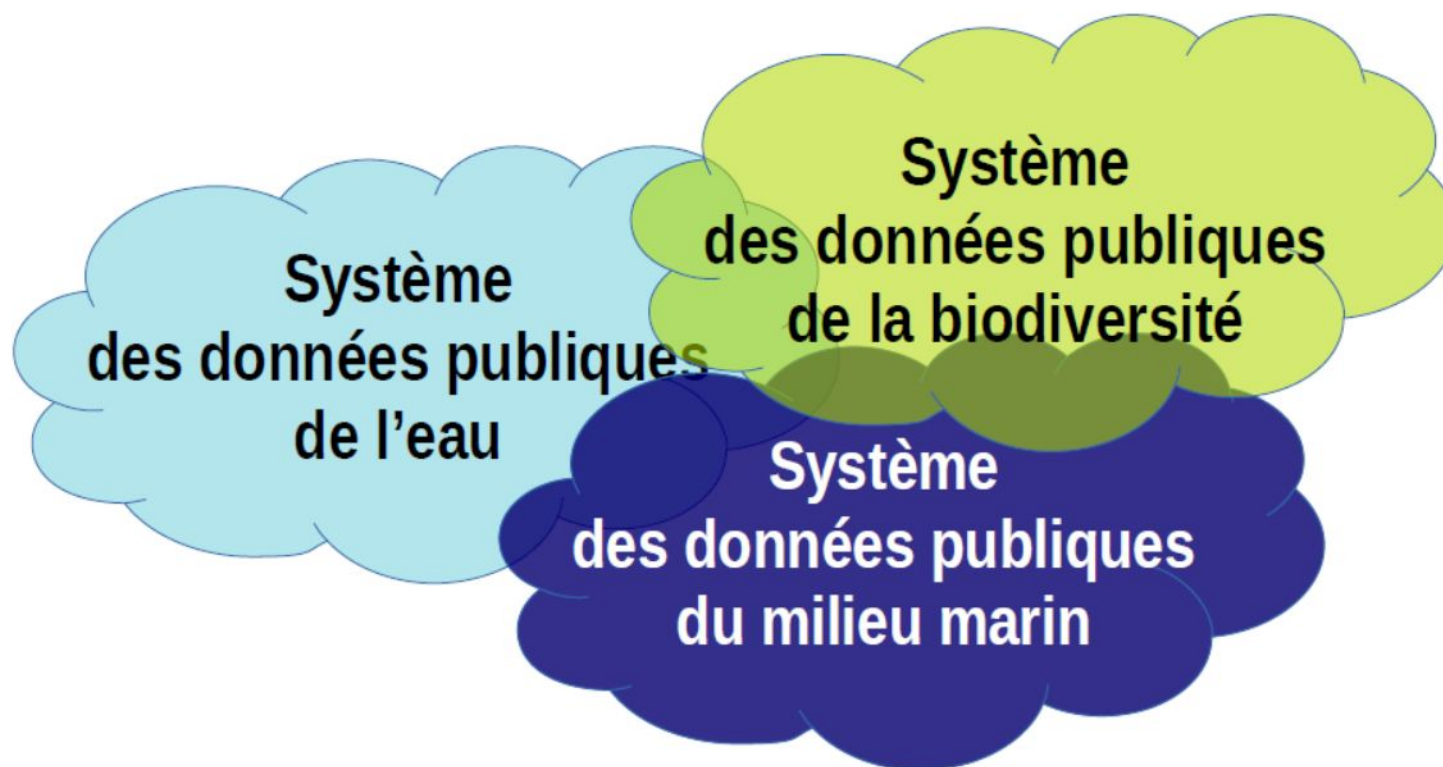 Système
des données publiques
de l’eau
Système
des données publiques
de la biodiversité
Système
des données publiques
du milieu marin